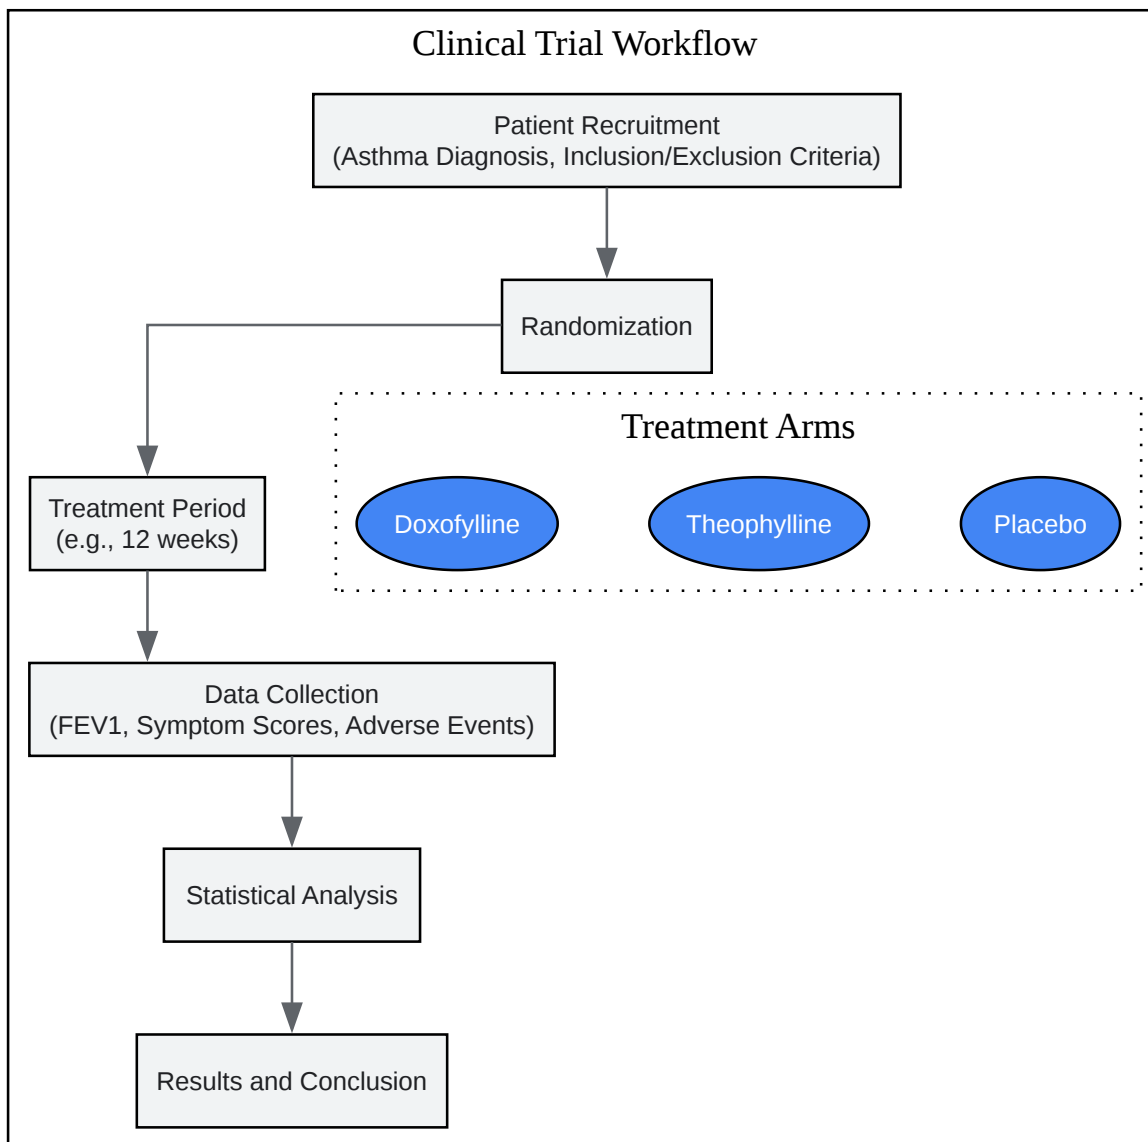 Clinical Trial Workflow
Patient Recruitment
(Asthma Diagnosis, Inclusion/Exclusion Criteria)
Randomization
Treatment Arms
Doxofylline
Theophylline
Placebo
Treatment Period
(e.g., 12 weeks)
Data Collection
(FEV1, Symptom Scores, Adverse Events)
Statistical Analysis
Results and Conclusion